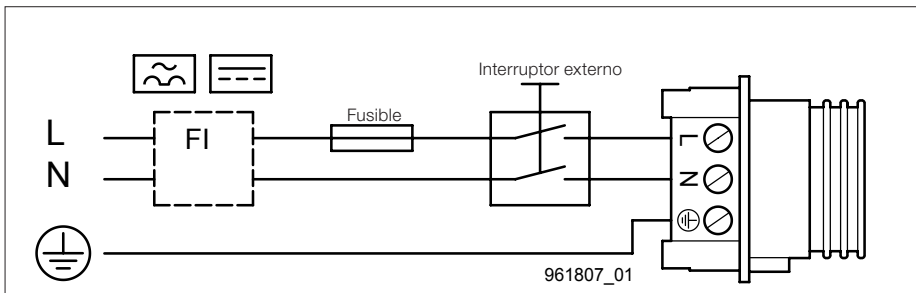 Interruptor externo
Fusible
L
FI
L
N
N
961807_01